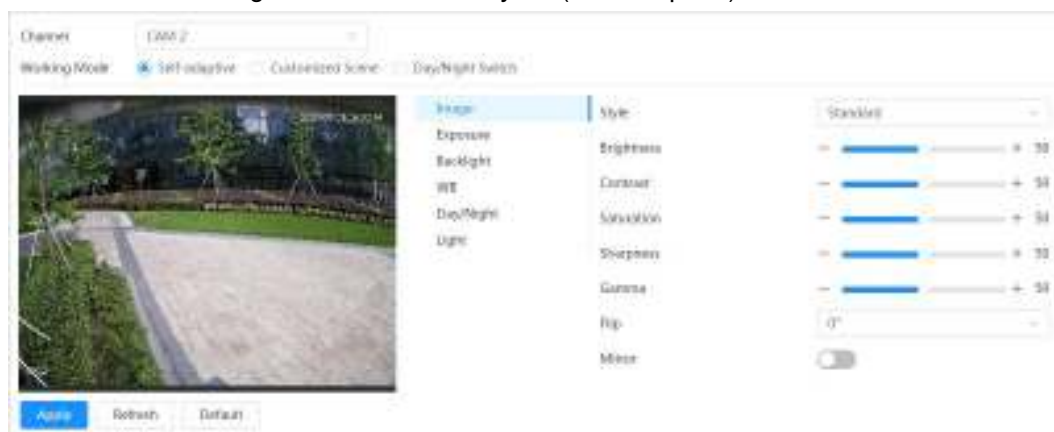 Channel CAM 2
Working Mode Self-adaptive Customized Scene Day/Night Switch
Image
Exposure
Backlight
WB
Day/Night
Light
Style Standard
Brightness - + 50
Contrast - + 50
Saturation - + 50
Sharpness - + 50
Gamma - + 50
Flip 0°
Mirror
Apply Refresh Default